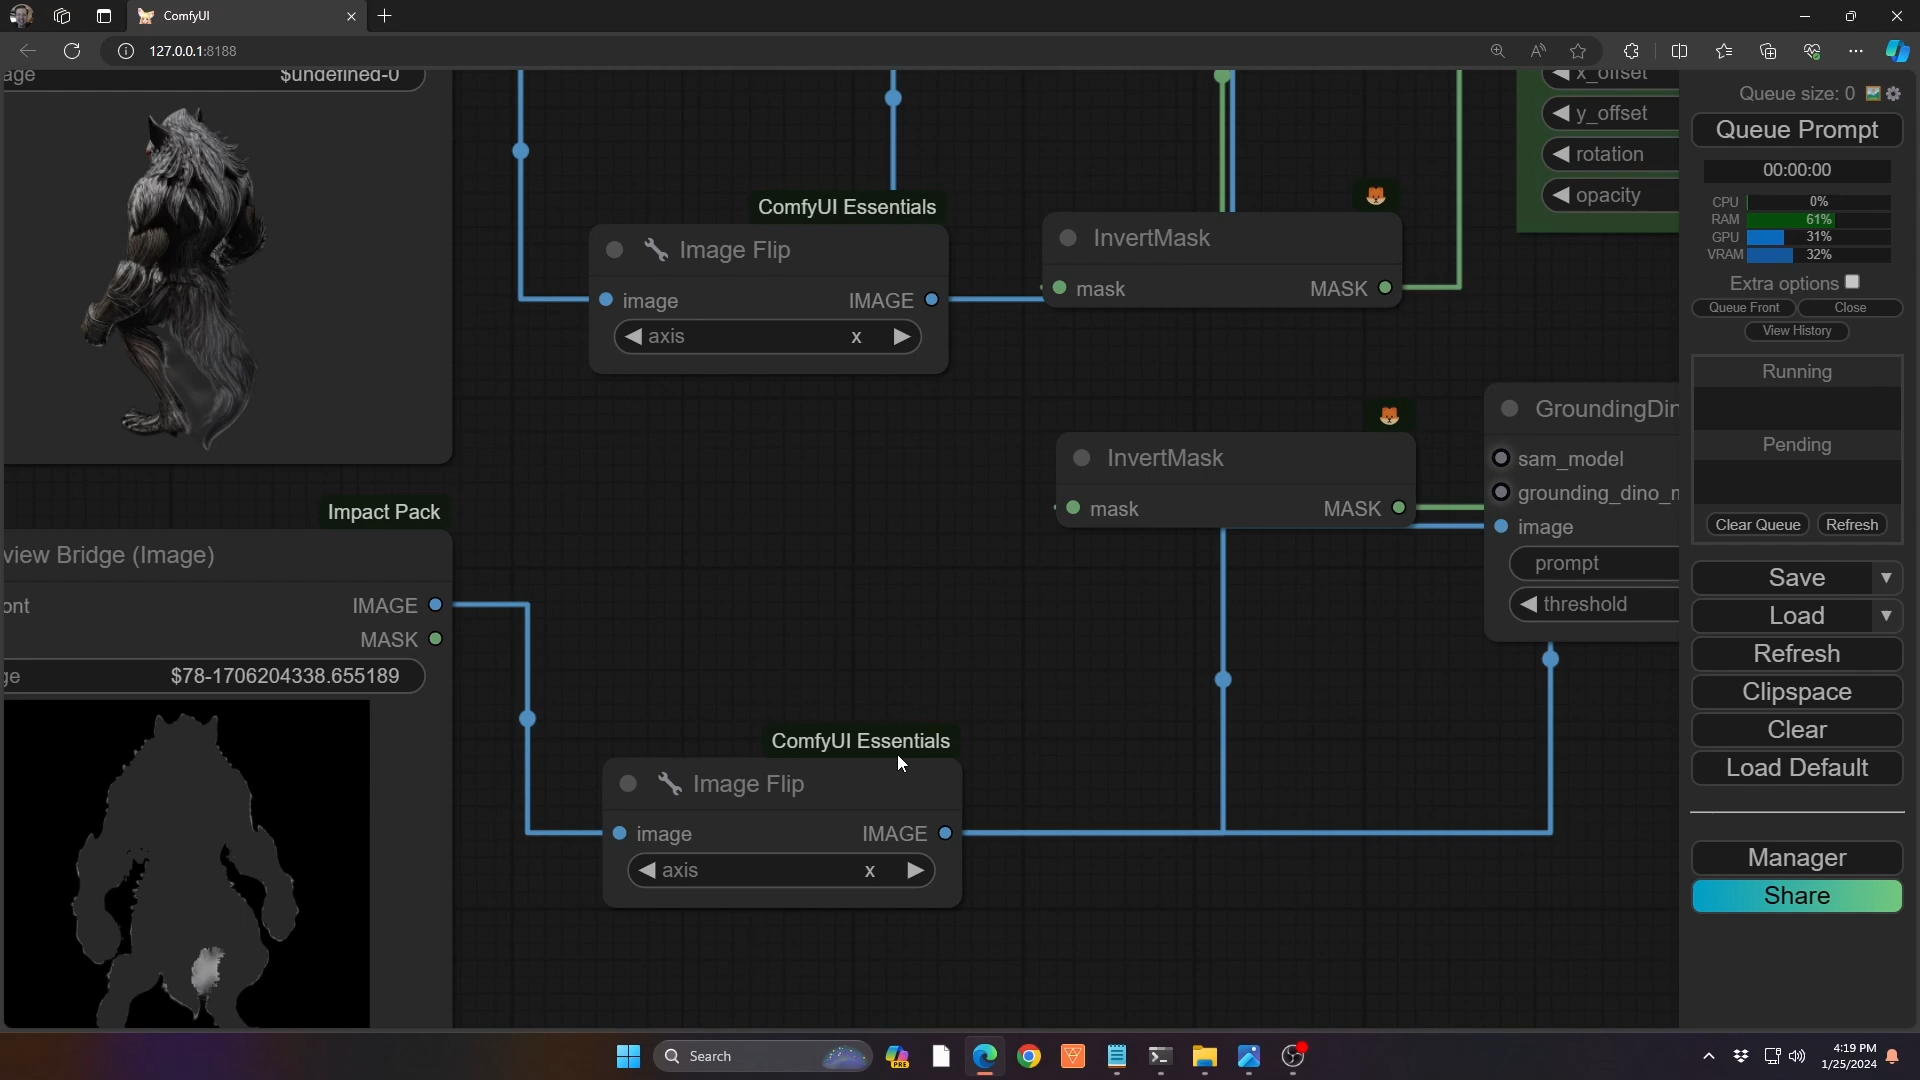 ComfyUI
127.0.0.1:8188
age $undefined-0
Impact Pack
view Bridge (Image)
ont IMAGE
MASK
ge $78-1706204338.655189
ComfyUI Essentials
Image Flip
image IMAGE
axis x
InvertMask
mask MASK
InvertMask
mask MASK
ComfyUI Essentials
Image Flip
image IMAGE
axis x
x_offset
y_offset
rotation
opacity
GroundingDin
sam_model
grounding_dino_m
image
prompt
threshold
Queue size: 0
Queue Prompt
00:00:00
CPU 0%
RAM 61%
GPU 31%
VRAM 32%
Extra options
Queue Front Close
View History
Running
Pending
Clear Queue Refresh
Save
Load
Refresh
Clipspace
Clear
Load Default
Manager
Share
Search
PRE
4:19 PM
1/25/2024